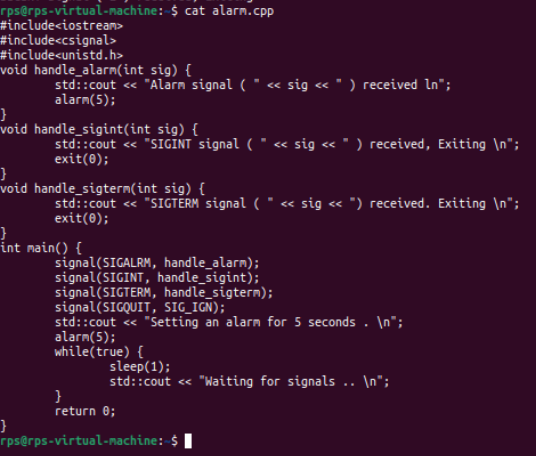 rps@rps-virtual-machine:~$ cat alarm.cpp
#include<iostream>
#include<csignal>
#include<unistd.h>
void handle_alarm(int sig) {
        std::cout << "Alarm signal ( " << sig << " ) received ln";
        alarm(5);
}
void handle_sigint(int sig) {
        std::cout << "SIGINT signal ( " << sig << " ) received, Exiting \n";
        exit(0);
}
void handle_sigterm(int sig) {
        std::cout << "SIGTERM signal ( " << sig << ") received. Exiting \n";
        exit(0);
}
int main() {
        signal(SIGALRM, handle_alarm);
        signal(SIGINT, handle_sigint);
        signal(SIGTERM, handle_sigterm);
        signal(SIGQUIT, SIG_IGN);
        std::cout << "Setting an alarm for 5 seconds . \n";
        alarm(5);
        while(true) {
                sleep(1);
                std::cout << "Waiting for signals .. \n";
        }
        return 0;
}
rps@rps-virtual-machine:~$